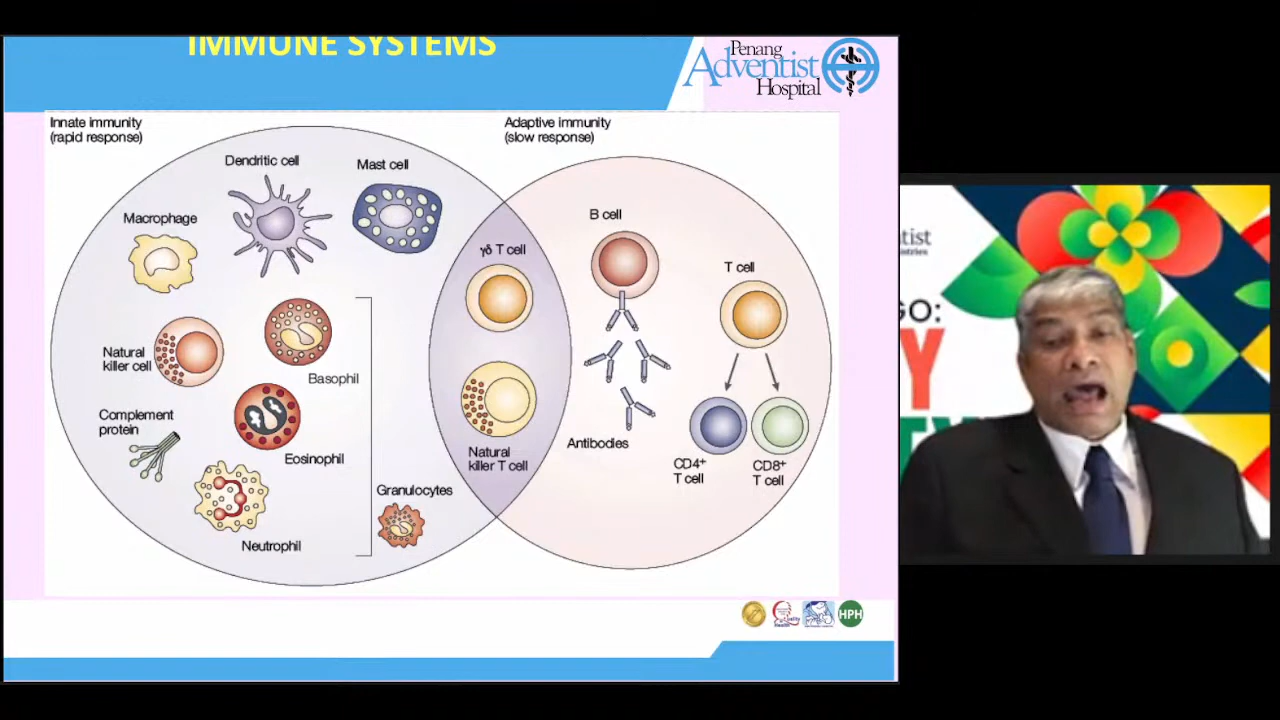 IMMUNE SYSTEMS
Penang
Adventist
Hospital
Innate immunity
(rapid response)
Adaptive immunity
(slow response)
Dendritic cell
Mast cell
Macrophage
B cell
γδ T cell
T cell
Natural
killer cell
Basophil
Complement
protein
Eosinophil
Antibodies
Natural
killer T cell
CD4+
T cell
CD8+
T cell
Granulocytes
Neutrophil
HPH
ntist
GO:
Y